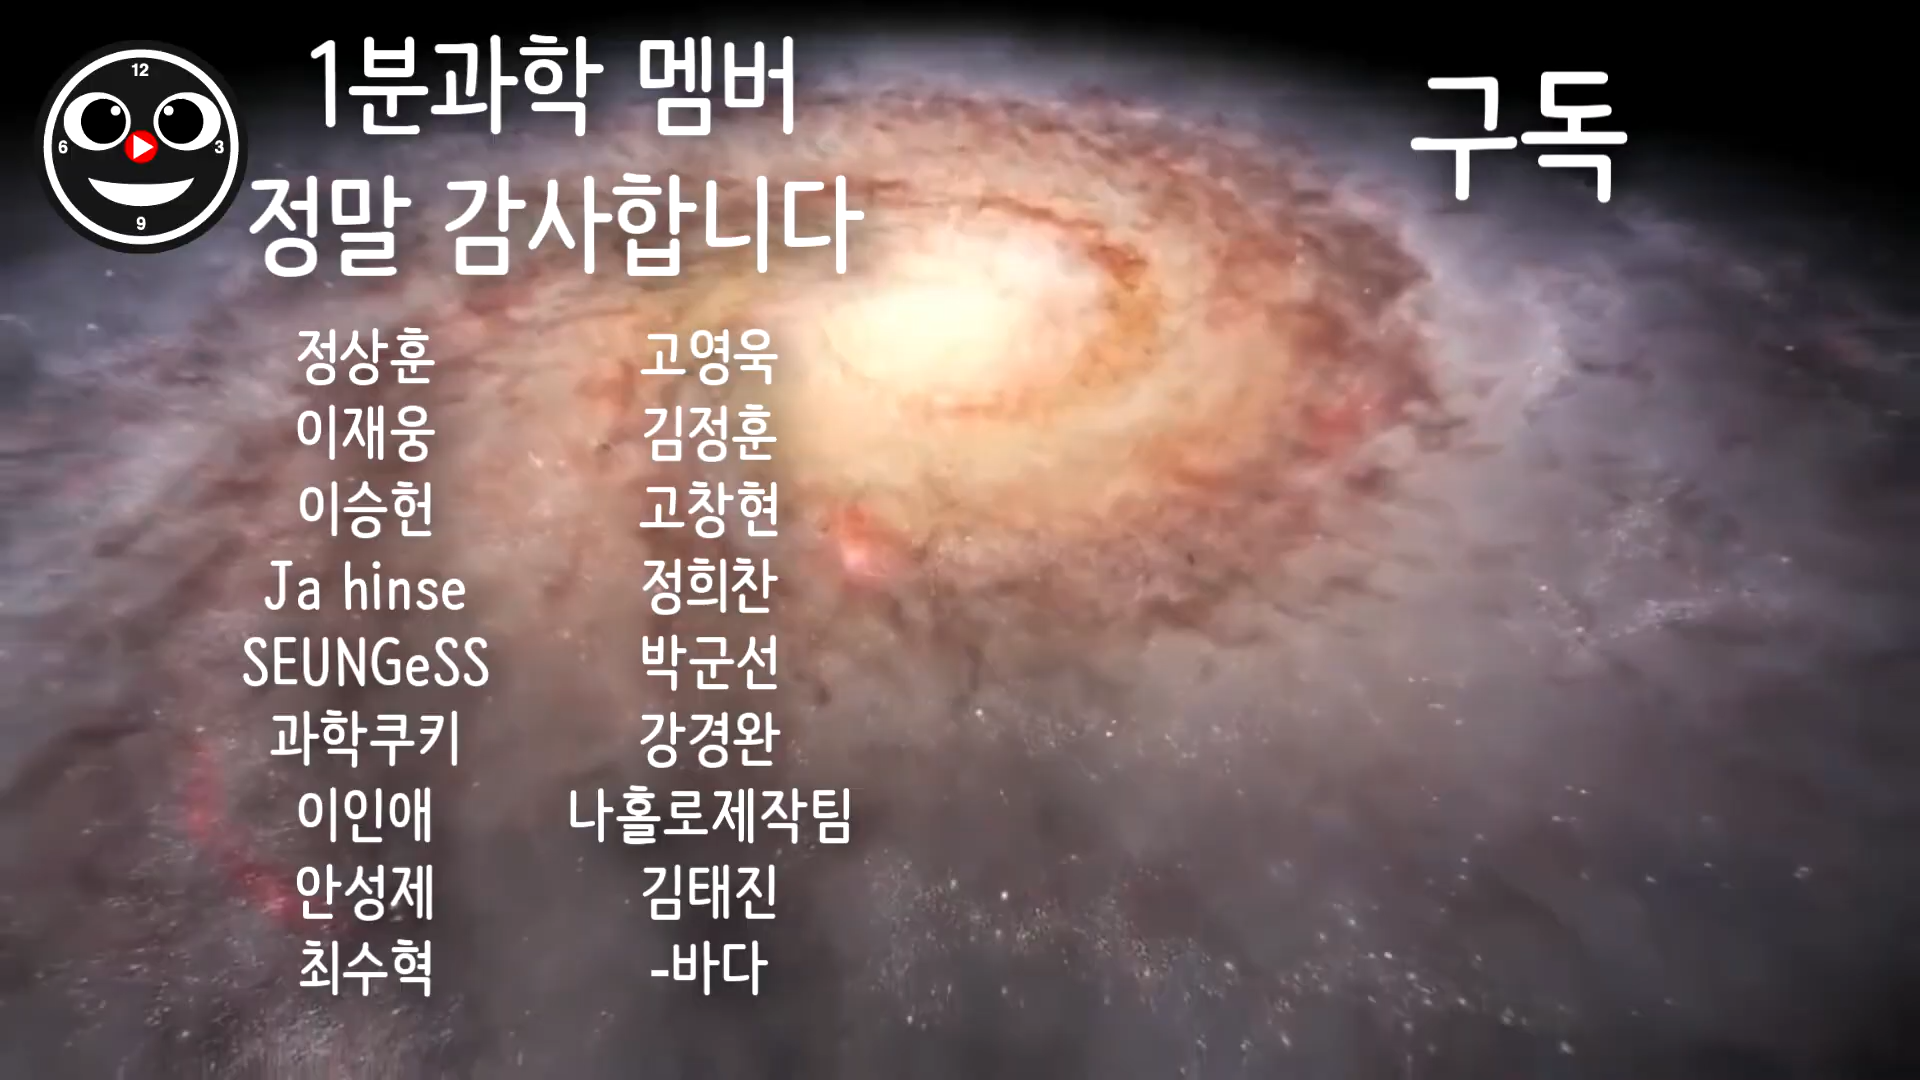 12
6
3
9
1분과학 멤버
정말 감사합니다
구독
정상훈
이재웅
이승헌
Ja hinse
SEUNGeSS
과학쿠키
이인애
안성제
최수혁
고영욱
김정훈
고창현
정희찬
박군선
강경완
나홀로제작팀
김태진
-바다